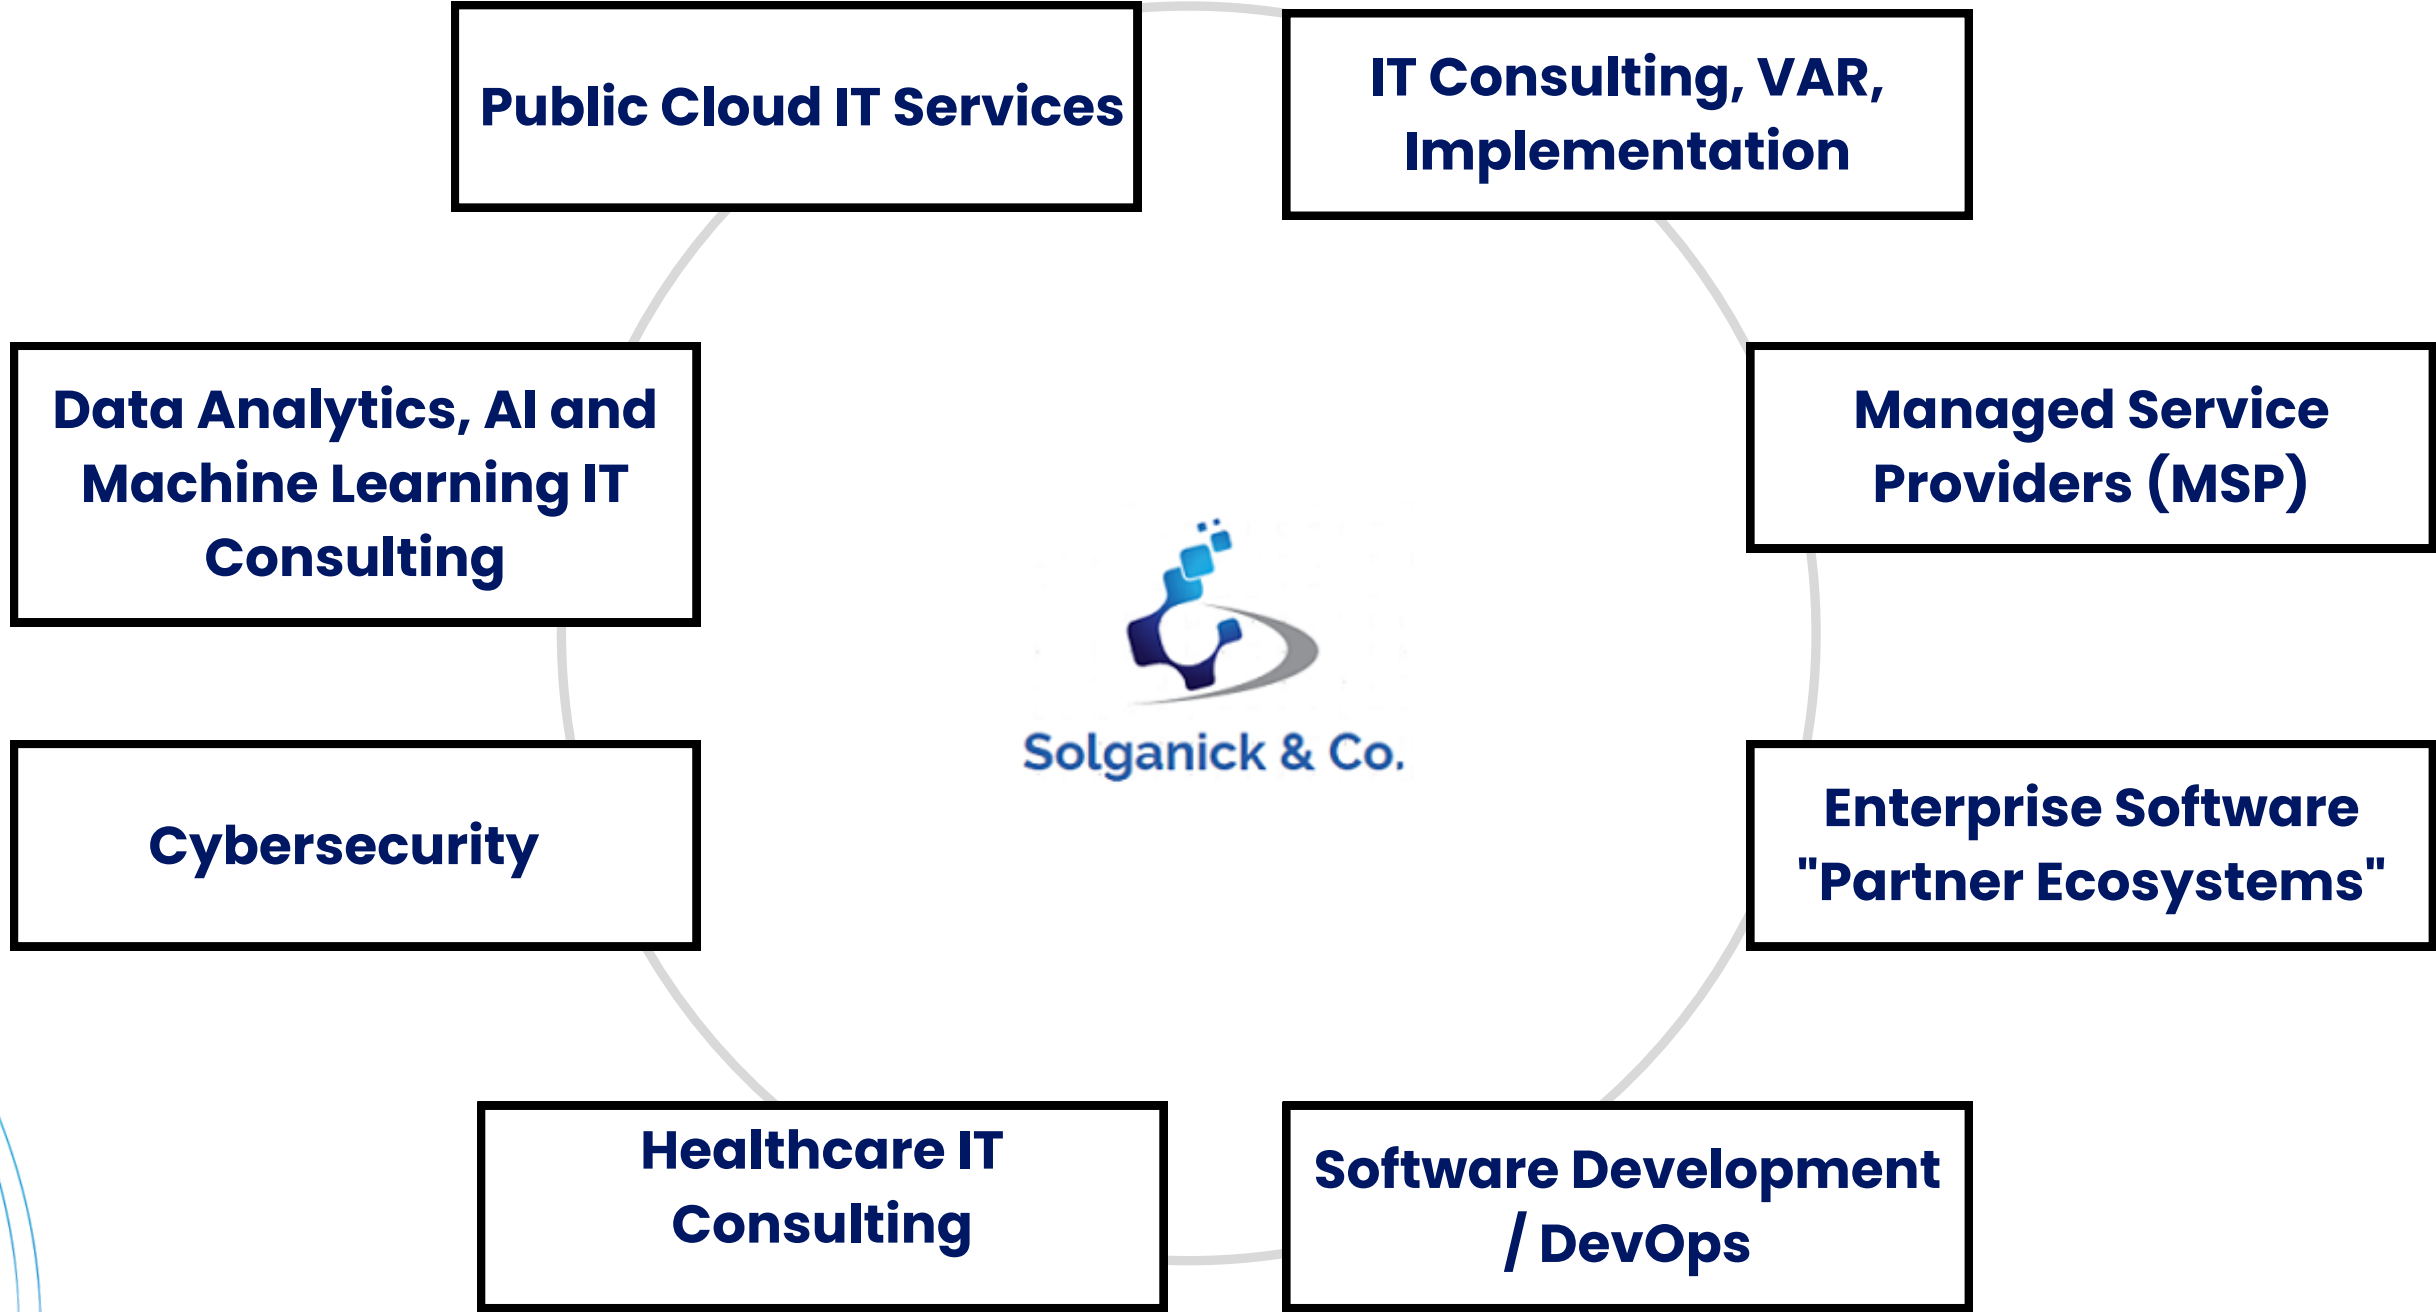 Public Cloud IT Services
IT Consulting, VAR,
Implementation
Data Analytics, AI and
Machine Learning IT
Consulting
Managed Service
Providers (MSP)
Solganick & Co.
Cybersecurity
Enterprise Software
"Partner Ecosystems"
Healthcare IT
Consulting
Software Development
/ DevOps